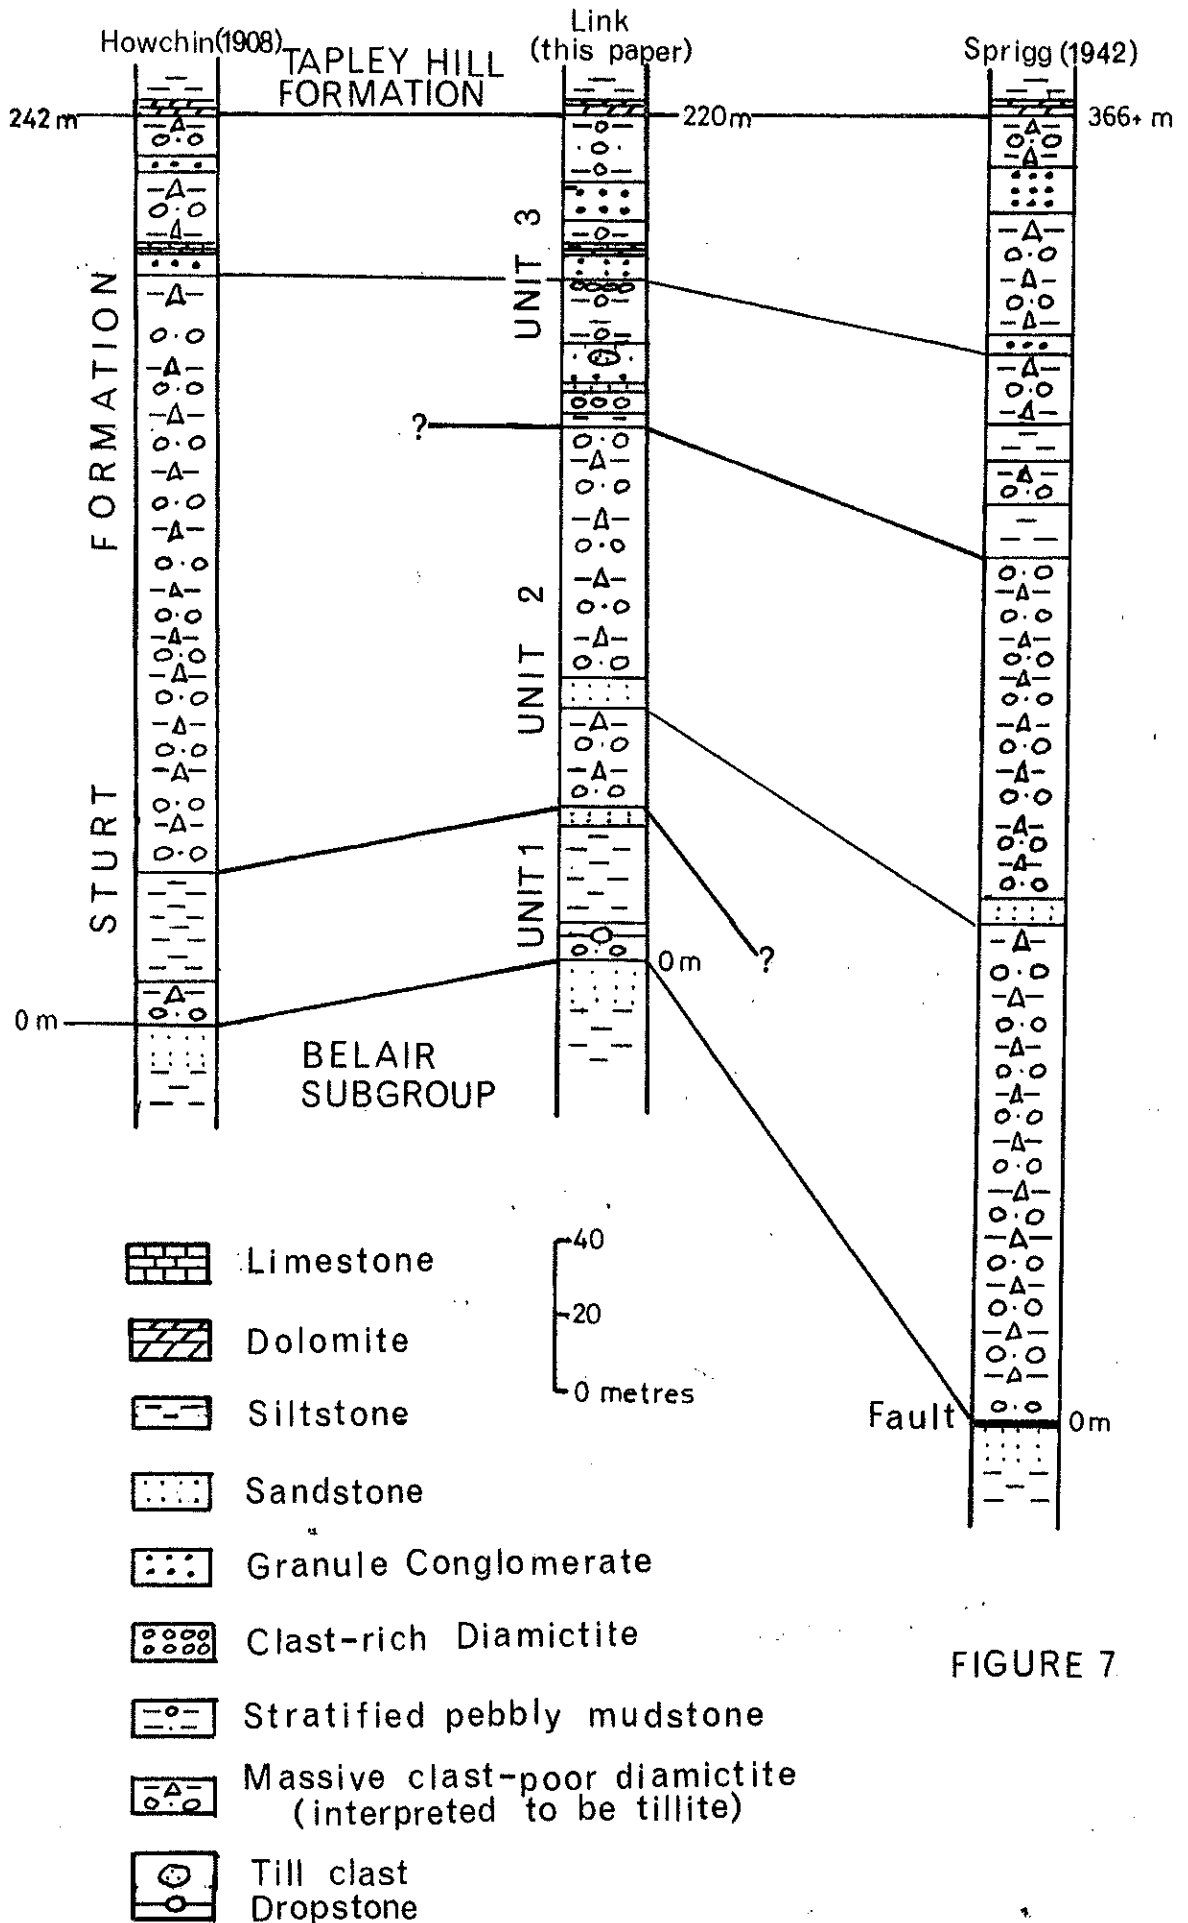 Howchin(1908)
Link
(this paper)
Sprigg (1942)
TAPLEY HILL
FORMATION
242 m
220m
366+ m
UNIT 3
STURT FORMATION
?
UNIT 2
UNIT 1
0 m
?
0 m
BELAIR
SUBGROUP
Limestone
40
Dolomite
20
0 metres
Siltstone
Fault
0 m
Sandstone
Granule Conglomerate
Clast-rich Diamictite
FIGURE 7
Stratified pebbly mudstone
Massive clast-poor diamictite
(interpreted to be tillite)
Till clast
Dropstone